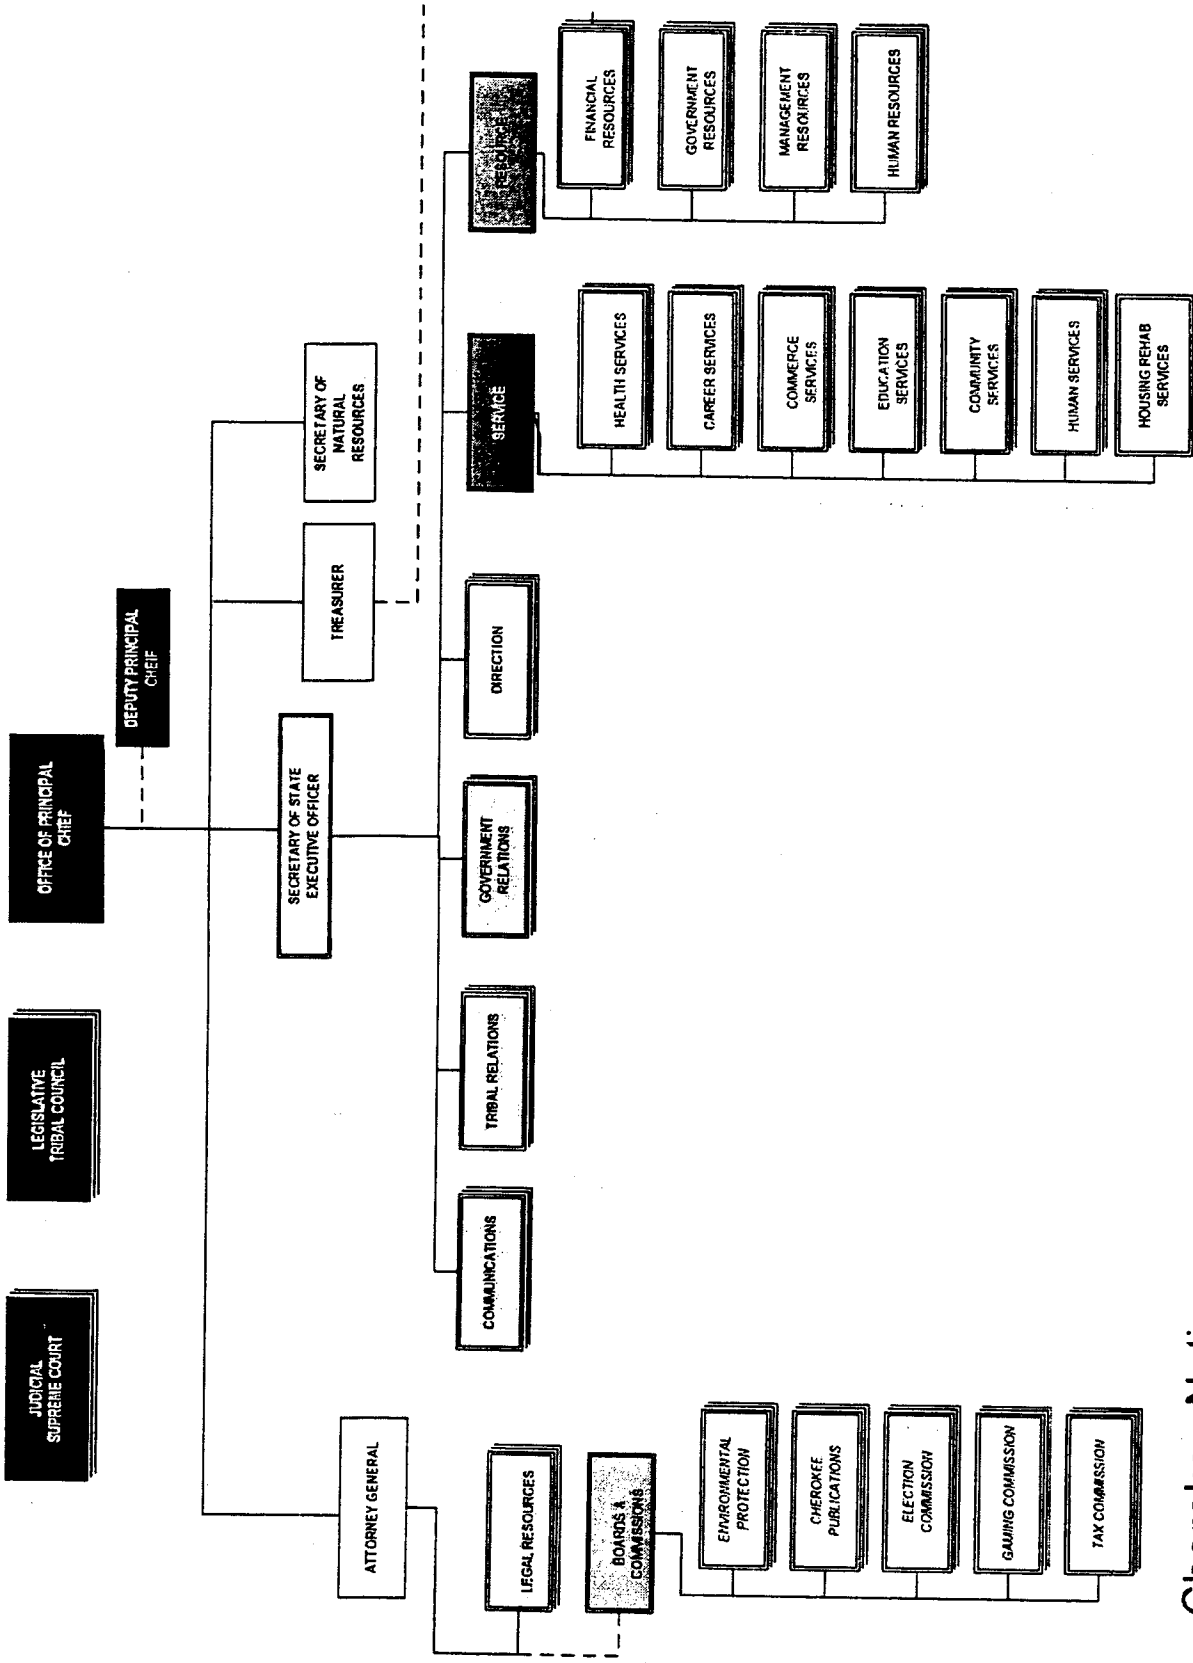 JUDICIAL
SUPREME COURT
LEGISLATIVE
TRIBAL COUNCIL
OFFICE OF PRINCIPAL
CHIEF
DEPUTY PRINCIPAL
CHEIF
ATTORNEY GENERAL
SECRETARY OF STATE
EXECUTIVE OFFICER
TREASURER
SECRETARY OF
NATURAL
RESOURCES
LEGAL RESOURCES
BOARDS &
COMMISSIONS
ENVIRONMENTAL
PROTECTION
CHEROKEE
PUBLICATIONS
ELECTION
COMMISSION
GAMING COMMISSION
TAX COMMISSION
COMMUNICATIONS
TRIBAL RELATIONS
GOVERNMENT
RELATIONS
DIRECTION
SERVICE
HEALTH SERVICES
CAREER SERVICES
COMMERCE
SERVICES
EDUCATION
SERVICES
COMMUNITY
SERVICES
HUMAN SERVICES
HOUSING REHAB
SERVICES
RESOURCE
FINANCIAL
RESOURCES
GOVERNMENT
RESOURCES
MANAGEMENT
RESOURCES
HUMAN RESOURCES